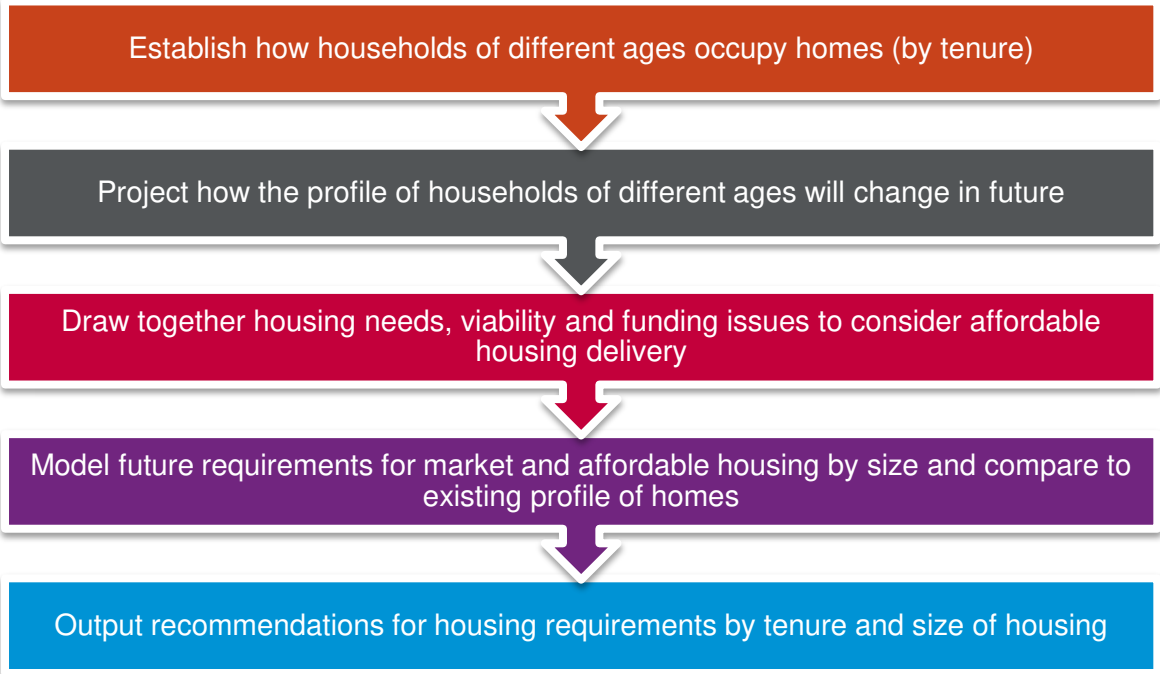 Establish how households of different ages occupy homes (by tenure)
Project how the profile of households of different ages will change in future
Draw together housing needs, viability and funding issues to consider affordable
housing delivery
Model future requirements for market and affordable housing by size and compare to
existing profile of homes
Output recommendations for housing requirements by tenure and size of housing